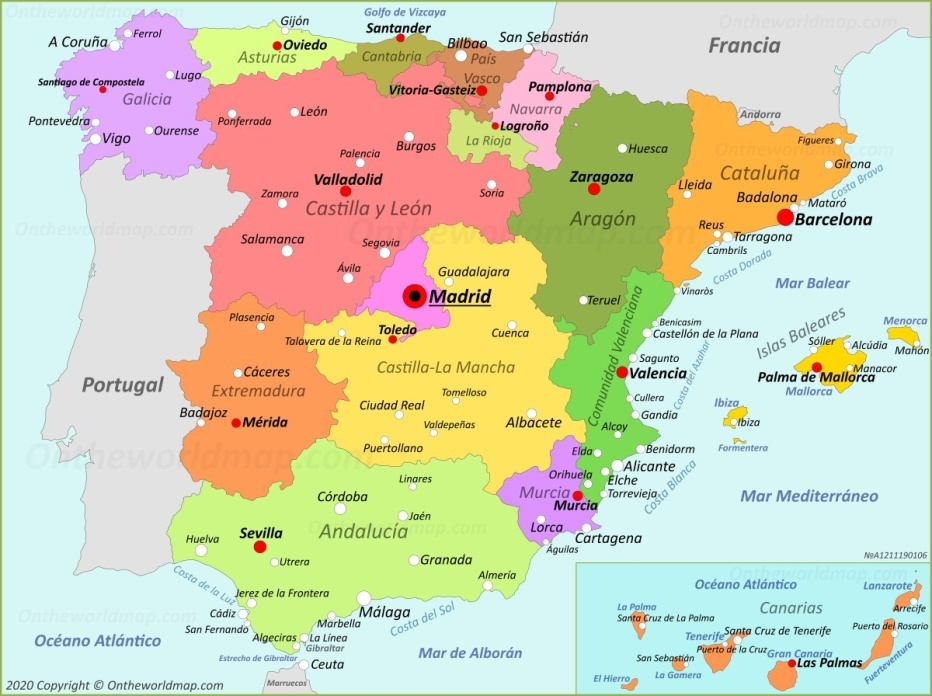 Ontheworldmap.com
Golfo de Vizcaya
Gijón
Santander
Ferrol
A Coruña
Oviedo
Bilbao
San Sebastián
Francia
Asturias
Cantabria
País
Vasco
Lugo
Santiago de Compostela
Galicia
Vitoria-Gasteiz
Pamplona
Navarra
Andorra
Pontevedra
Ponferrada
León
Logroño
Vigo
Ourense
Burgos
La Rioja
Figueres
Palencia
Huesca
Girona
Valladolid
Zaragoza
Cataluña
Costa Brava
Zamora
Soria
Lleida
Badalona
Mataró
Castilla y León
Aragón
Barcelona
Ontheworldmap.com
Salamanca
Segovia
Reus
Tarragona
Cambrils
Costa Dorada
Ávila
Guadalajara
Mar Balear
Madrid
Teruel
Vinaròs
Plasencia
Toledo
Talavera de la Reina
Cuenca
Comunidad Valenciana
Benicasim
Castellón de la Plana
Islas Baleares
Menorca
Sóller
Alcúdia
Mahón
Sagunto
Costa del Azahar
Portugal
Cáceres
Castilla-La Mancha
Valencia
Palma de Mallorca
Manacor
Mallorca
Extremadura
Tomelloso
Cullera
Ibiza
Badajoz
Ciudad Real
Gandia
Mérida
Valdepeñas
Albacete
Alcoy
Ibiza
Puertollano
Elda
Benidorm
Formentera
Ontheworldmap.com
Alicante
Orihuela
Elche
Costa Blanca
Linares
Murcia
Torrevieja
Mar Mediterráneo
Córdoba
Murcia
Jaén
Andalucía
Lorca
Cartagena
Sevilla
Huelva
Águilas
NeA1211190106
Utrera
Granada
Almería
Costa de la Luz
Jerez de la Frontera
Málaga
Cádiz
Costa del Sol
San Fernando
Marbella
Algeciras
La Línea
Gibraltar
Océano Atlántico
Mar de Alborán
Estrecho de Gibraltar
Ceuta
Marruecos
2020 Copyright © Ontheworldmap.com
Océano Atlántico
Lanzarote
Canarias
La Palma
Arrecife
Santa Cruz de La Palma
Tenerife
Santa Cruz de Tenerife
Puerto del Rosario
Puerto de la Cruz
San Sebastián
Gran Canaria
La Gomera
Las Palmas
Fuerteventura
El Hierro